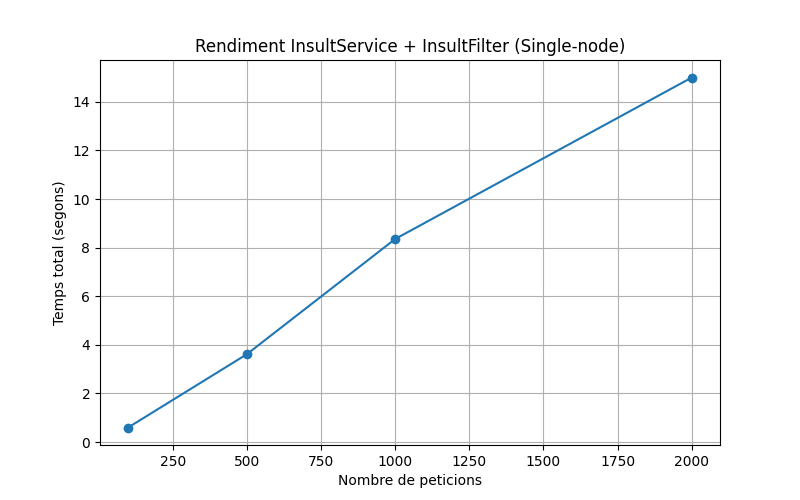 Rendiment InsultService + InsultFilter (Single-node)
Temps total (segons)
14
12
10
8
6
4
2
0
250 500 750 1000 1250 1500 1750 2000
Nombre de peticions